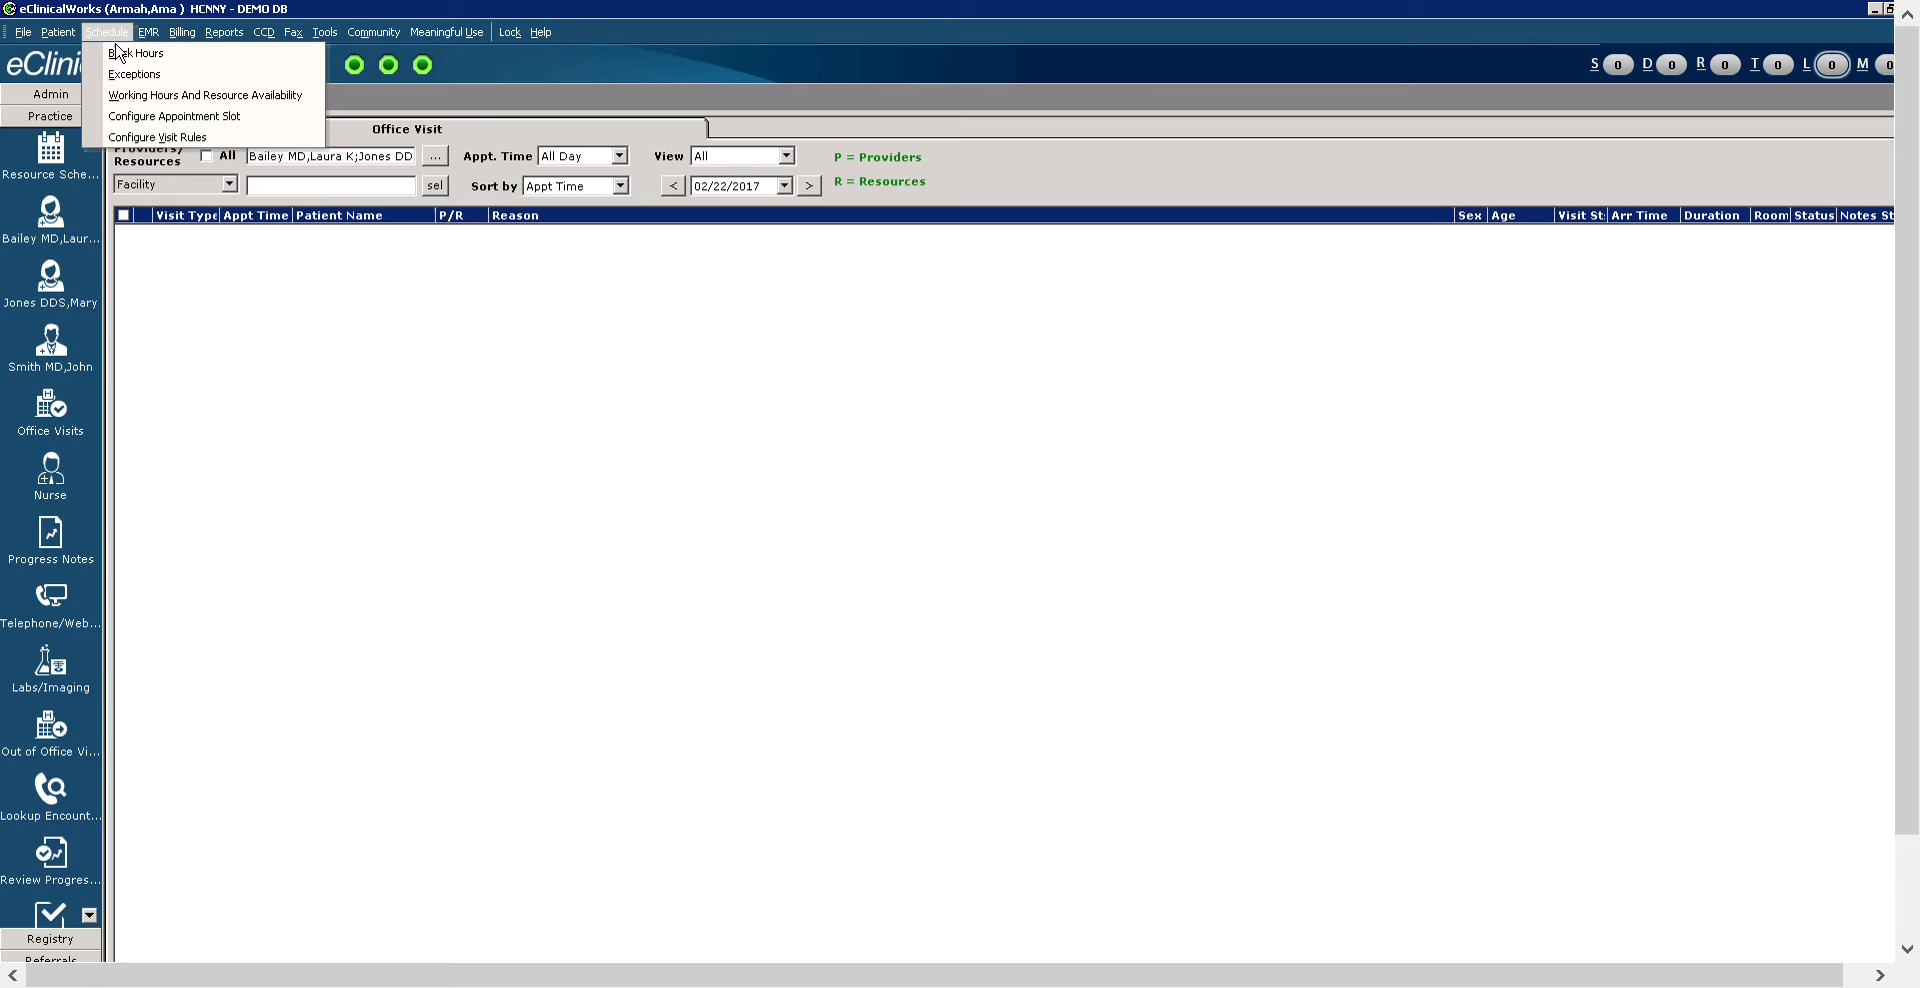 eClinicalWorks (Armah,Ama ) HCNNY - DEMO DB
File Patient Schedule EMR Billing Reports CCD Fax Tools Community Meaningful Use Lock Help
Hours
Exceptions
Working Hours And Resource Availability
Configure Appointment Slot
Configure Visit Rules
eClini
S 0 D 0 R 0 T 0 L 0 M 0
Admin
Practice
Office Visit
Providers/
Resources All Bailey MD,Laura K;Jones DD ... Appt. Time All Day View All P = Providers
Facility sel Sort by Appt Time < 02/22/2017 > R = Resources
Visit Type Appt Time Patient Name P/R Reason Sex Age Visit St: Arr Time Duration Room Status Notes St
Resource Sche...
Bailey MD,Laur...
Jones DDS,Mary
Smith MD,John
Office Visits
Nurse
Progress Notes
Telephone/Web...
Labs/Imaging
Out of Office Vi...
Lookup Encount...
Review Progres...
Registry
Referrals